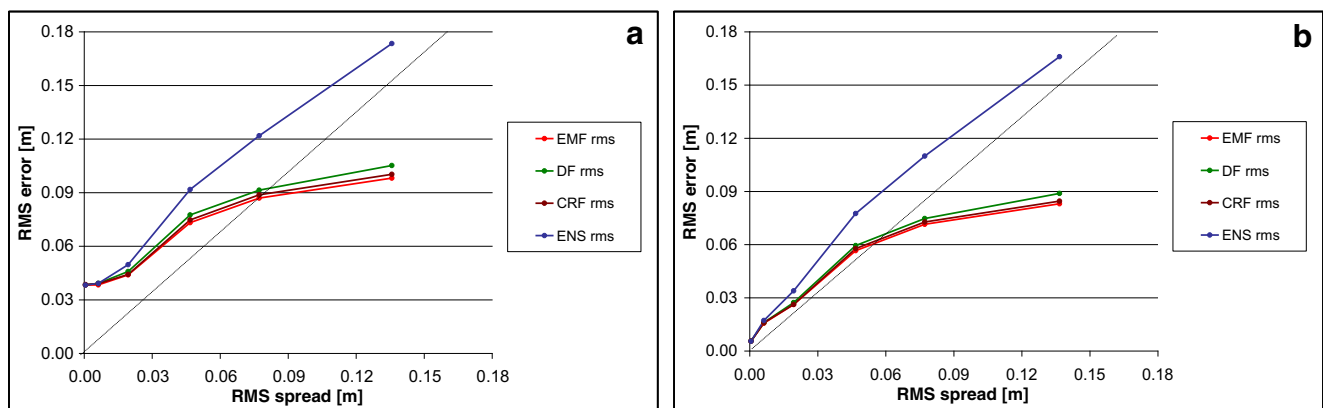 a
0.18
0.15
0.12
0.09
0.06
0.03
0.00
RMS error [m]
0.00 0.03 0.06 0.09 0.12 0.15 0.18
RMS spread [m]
EMF rms
DF rms
CRF rms
ENS rms
b
0.18
0.15
0.12
0.09
0.06
0.03
0.00
RMS error [m]
0.00 0.03 0.06 0.09 0.12 0.15 0.18
RMS spread [m]
EMF rms
DF rms
CRF rms
ENS rms